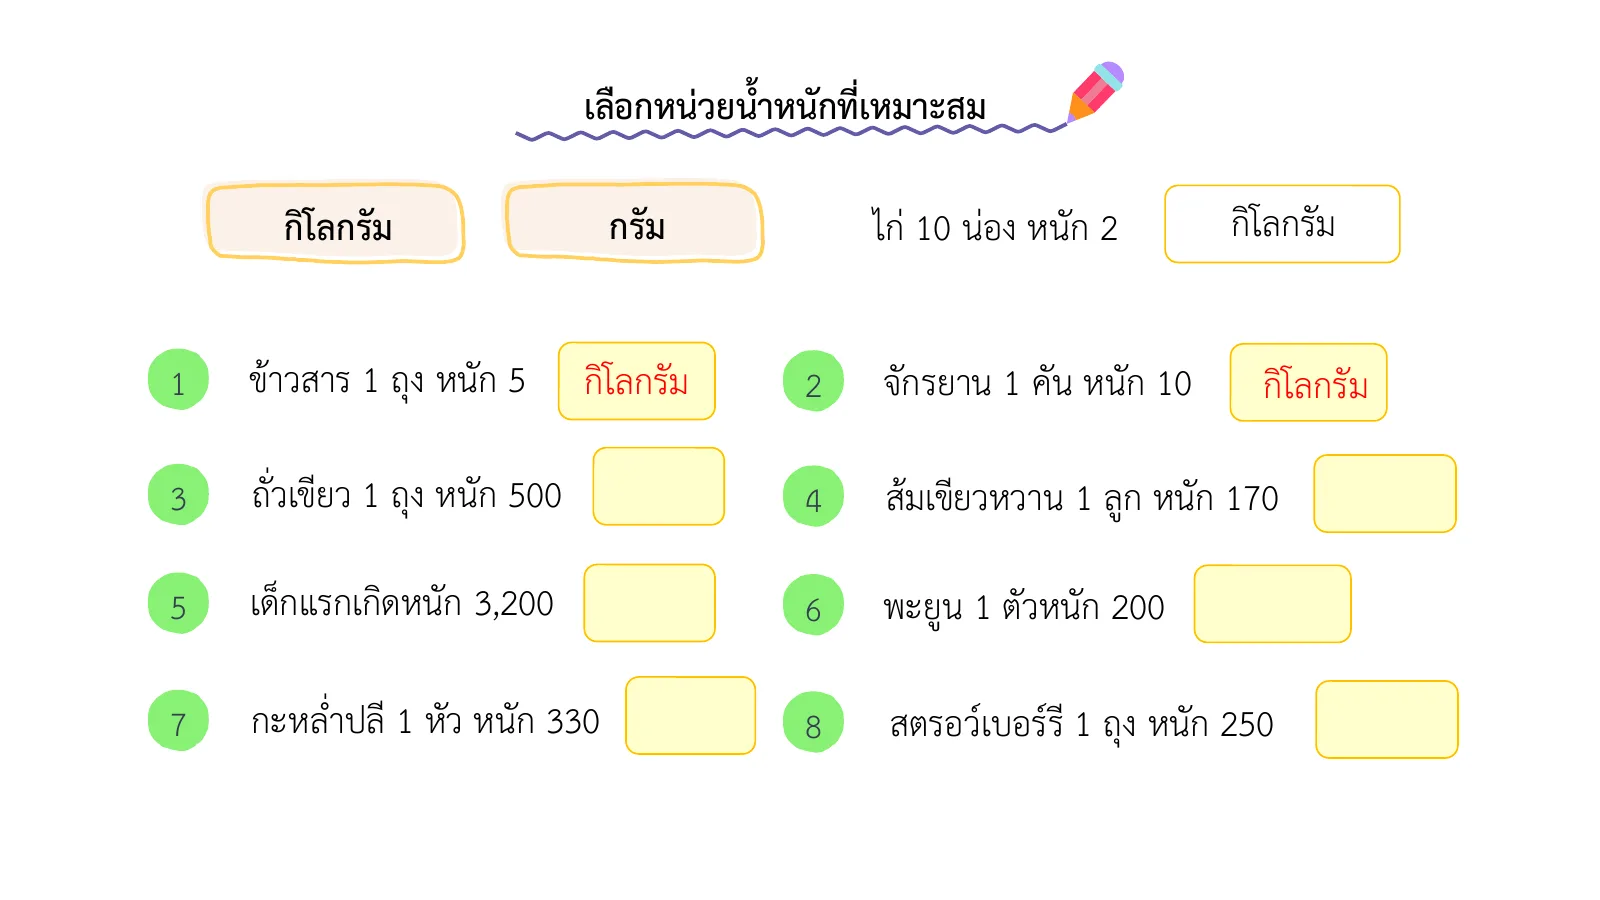 เลือกหน่วยน้ำหนักที่เหมาะสม
กิโลกรัม กรัม ไก่ 10 น่อง หนัก 2 กิโลกรัม
1 ข้าวสาร 1 ถุง หนัก 5 กิโลกรัม
2 จักรยาน 1 คัน หนัก 10 กิโลกรัม
3 ถั่วเขียว 1 ถุง หนัก 500
4 ส้มเขียวหวาน 1 ลูก หนัก 170
5 เด็กแรกเกิดหนัก 3,200
6 พะยูน 1 ตัวหนัก 200
7 กะหล่ำปลี 1 หัว หนัก 330
8 สตรอว์เบอร์รี 1 ถุง หนัก 250